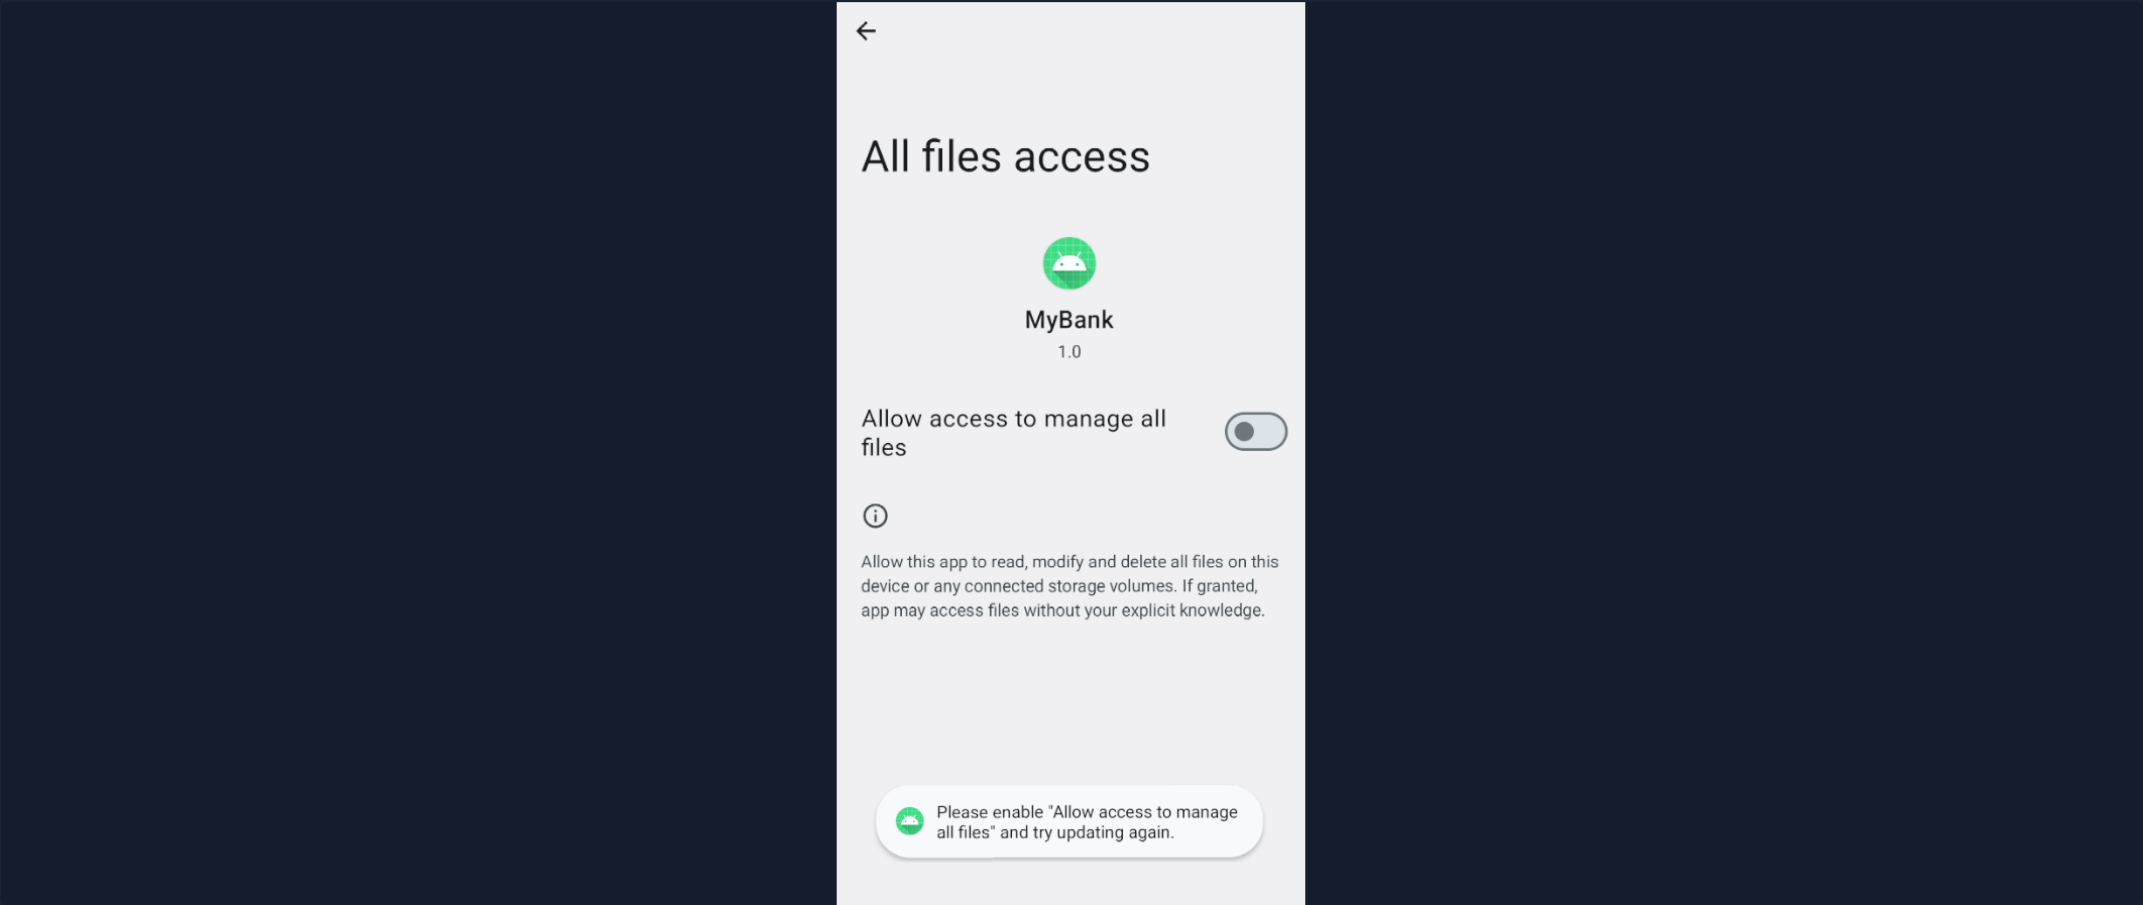 All files access
MyBank
1.0
Allow access to manage all
files
Allow this app to read, modify and delete all files on this
device or any connected storage volumes. If granted,
app may access files without your explicit knowledge.
Please enable "Allow access to manage
all files" and try updating again.